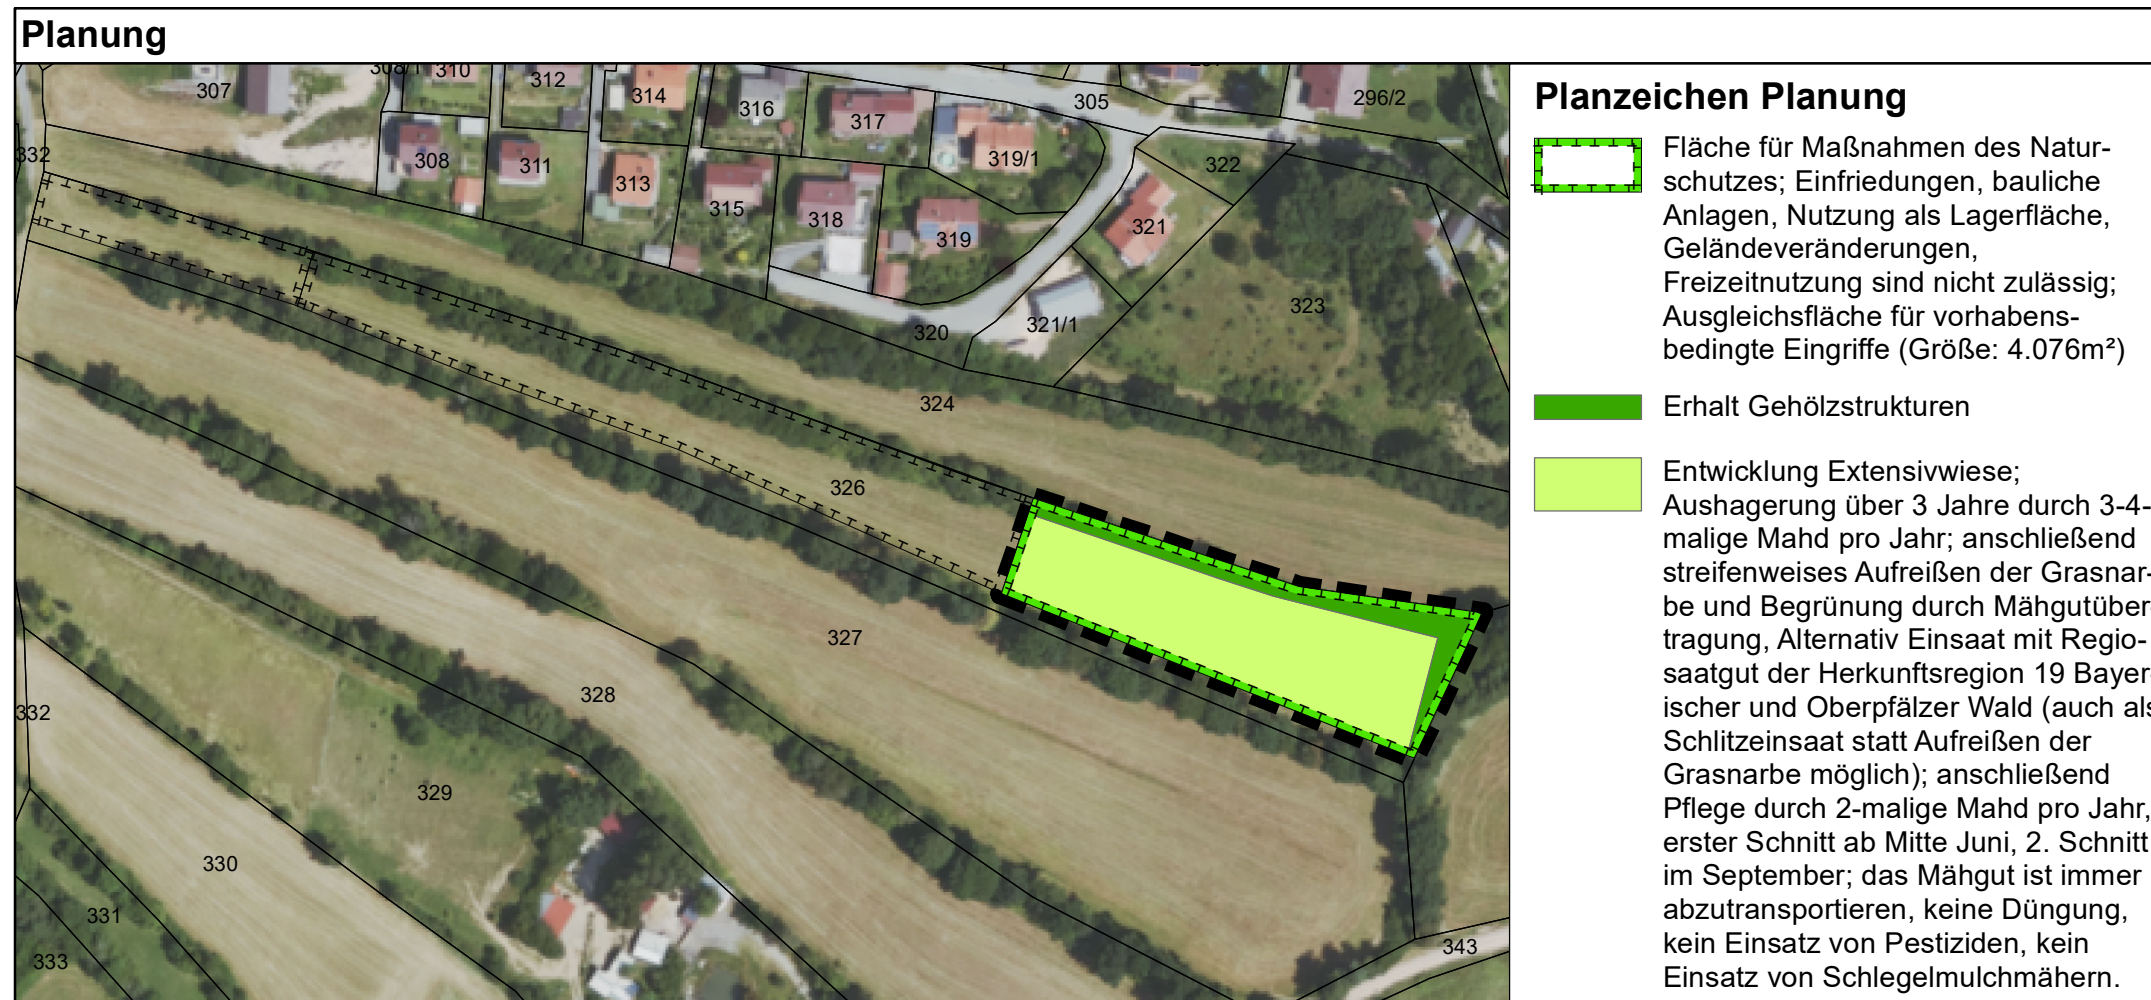 Planung
307
308/1
310
312
314
316
317
305
296/2
332
308
311
313
315
318
319/1
319
322
321
323
320
321/1
324
326
327
328
332
329
330
331
333
343
Planzeichen Planung
Fläche für Maßnahmen des Natur-
schutzes; Einfriedungen, bauliche
Anlagen, Nutzung als Lagerfläche,
Geländeveränderungen,
Freizeitnutzung sind nicht zulässig;
Ausgleichsfläche für vorhabens-
bedingte Eingriffe (Größe: 4.076m²)
Erhalt Gehölzstrukturen
Entwicklung Extensivwiese;
Aushagerung über 3 Jahre durch 3-4-
malige Mahd pro Jahr; anschließend
streifenweises Aufreißen der Grasnar-
be und Begrünung durch Mähgutüber-
tragung, Alternativ Einsaat mit Regio-
saatgut der Herkunftsregion 19 Bayer-
ischer und Oberpfälzer Wald (auch als
Schlitzeinsaat statt Aufreißen der
Grasnarbe möglich); anschließend
Pflege durch 2-malige Mahd pro Jahr,
erster Schnitt ab Mitte Juni, 2. Schnitt
im September; das Mähgut ist immer
abzutransportieren, keine Düngung,
kein Einsatz von Pestiziden, kein
Einsatz von Schlegelmulchmähern.